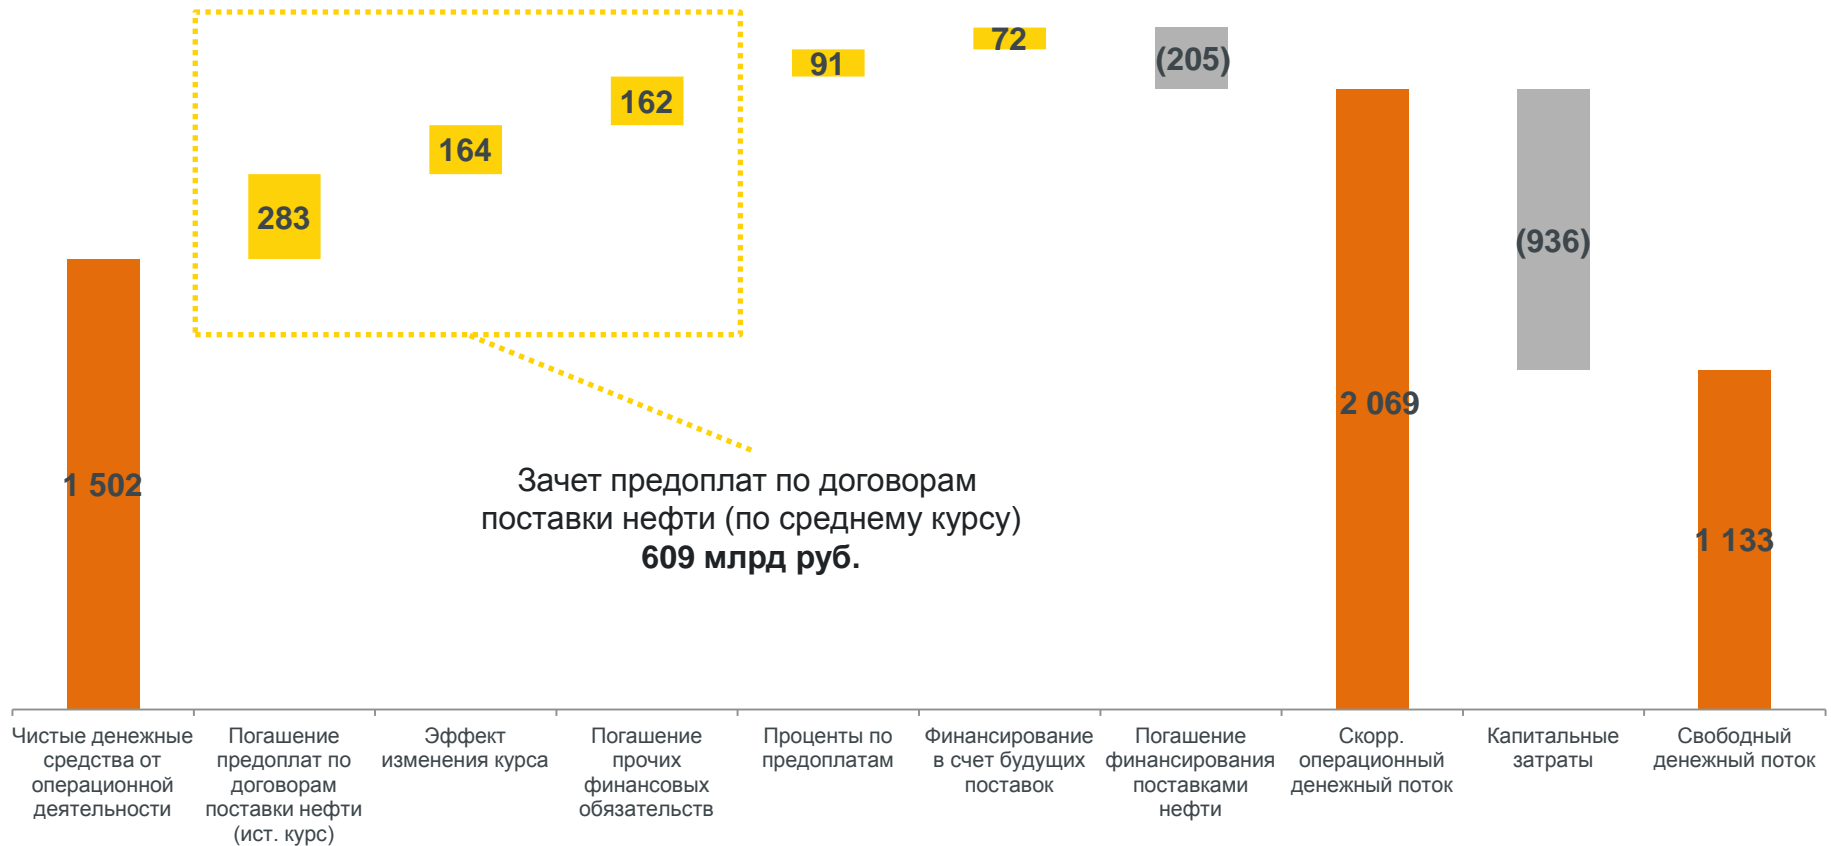 72
(205)
91
162
164
283
2 069
(936)
1 502
1 133
Зачет предоплат по договорам
поставки нефти (по среднему курсу)
609 млрд руб.
Чистые денежные
средства от
операционной
деятельности
Погашение
предоплат по
договорам
поставки нефти
(ист. курс)
Эффект
изменения курса
Погашение
прочих
финансовых
обязательств
Проценты по
предоплатам
Финансирование
в счет будущих
поставок
Погашение
финансирования
поставками
нефти
Скорр.
операционный
денежный поток
Капитальные
затраты
Свободный
денежный поток